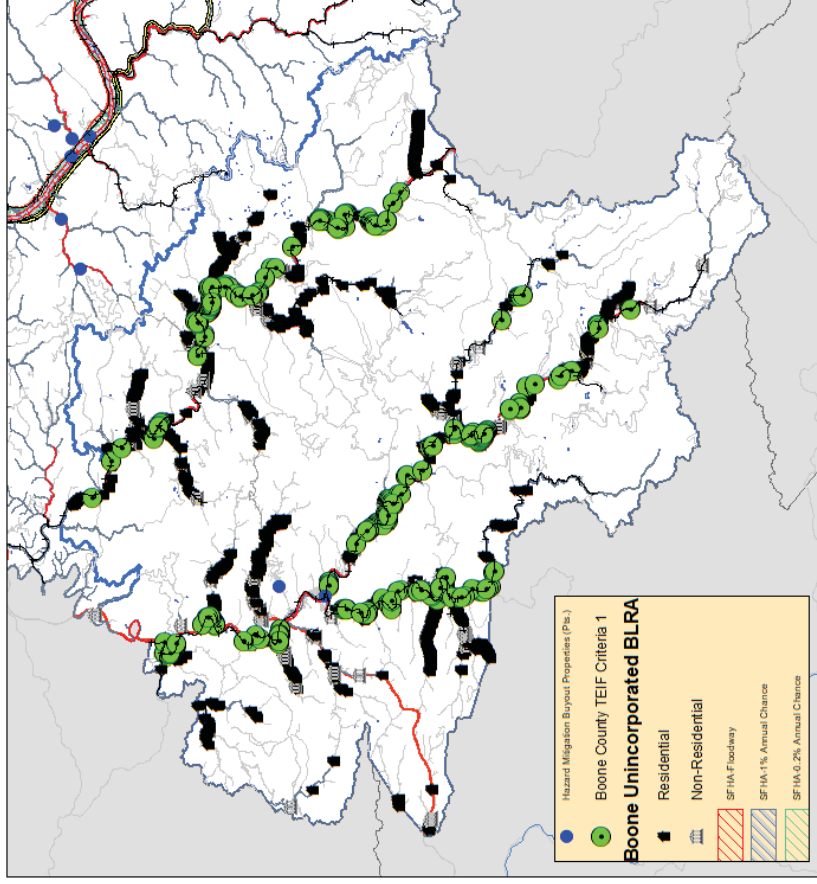 Hazard Mitigation Buyout Properties (Pts.)
Boone County TEIF Criteria 1
Boone Unincorporated BLRA
Residential
Non-Residential
SFHA-Floodway
SFHA-1% Annual Chance
SFHA-0.2% Annual Chance